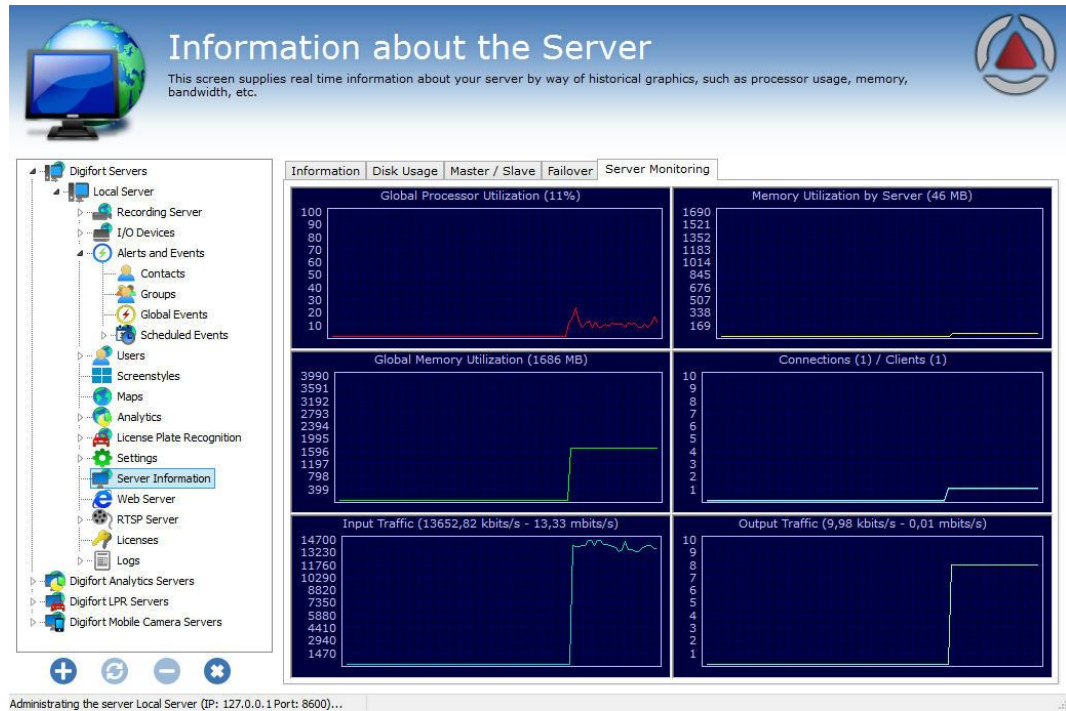 Information about the Server
This screen supplies real time information about your server by way of historical graphics, such as processor usage, memory,
bandwidth, etc.
Digifort Servers
Local Server
Recording Server
I/O Devices
Alerts and Events
Contacts
Groups
Global Events
Scheduled Events
Users
Screenstyles
Maps
Analytics
License Plate Recognition
Settings
Server Information
Web Server
RTSP Server
Licenses
Logs
Digifort Analytics Servers
Digifort LPR Servers
Digifort Mobile Camera Servers
Information Disk Usage Master / Slave Failover Server Monitoring
Global Processor Utilization (11%)
100
90
80
70
60
50
40
30
20
10
Memory Utilization by Server (46 MB)
1690
1521
1352
1183
1014
845
676
507
338
169
Global Memory Utilization (1686 MB)
3990
3591
3192
2793
2394
1995
1596
1197
798
399
Connections (1) / Clients (1)
10
9
8
7
6
5
4
3
2
1
Input Traffic (13652,82 kbits/s - 13,33 mbits/s)
14700
13230
11760
10290
8820
7350
5880
4410
2940
1470
Output Traffic (9,98 kbits/s - 0,01 mbits/s)
10
9
8
7
6
5
4
3
2
1
Administrating the server Local Server (IP: 127.0.0.1 Port: 8600)...